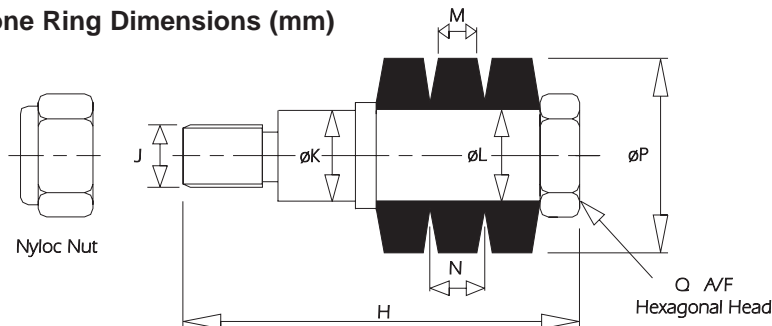 one Ring Dimensions (mm)
M
J
øK
øL
øP
Nyloc Nut
N
Q A/F
Hexagonal Head
H